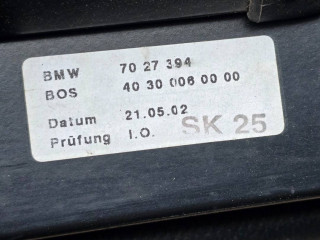 BMW 70 27 394
BOS 40 30 006 00 00
Datum 21.05.02
Prüfung I.O. SK 25